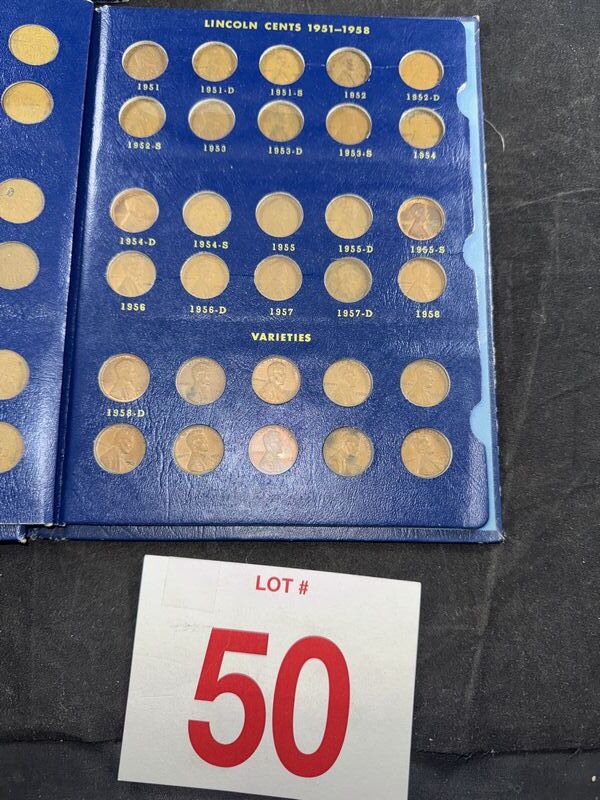 LINCOLN CENTS 1951–1958
1951 1951-D 1951-S 1952 1952-D
1952-S 1953 1953-D 1953-S 1954
1954-D 1954-S 1955 1955-D 1955-S
1956 1956-D 1957 1957-D 1958
VARIETIES
1958-D
LOT #
50